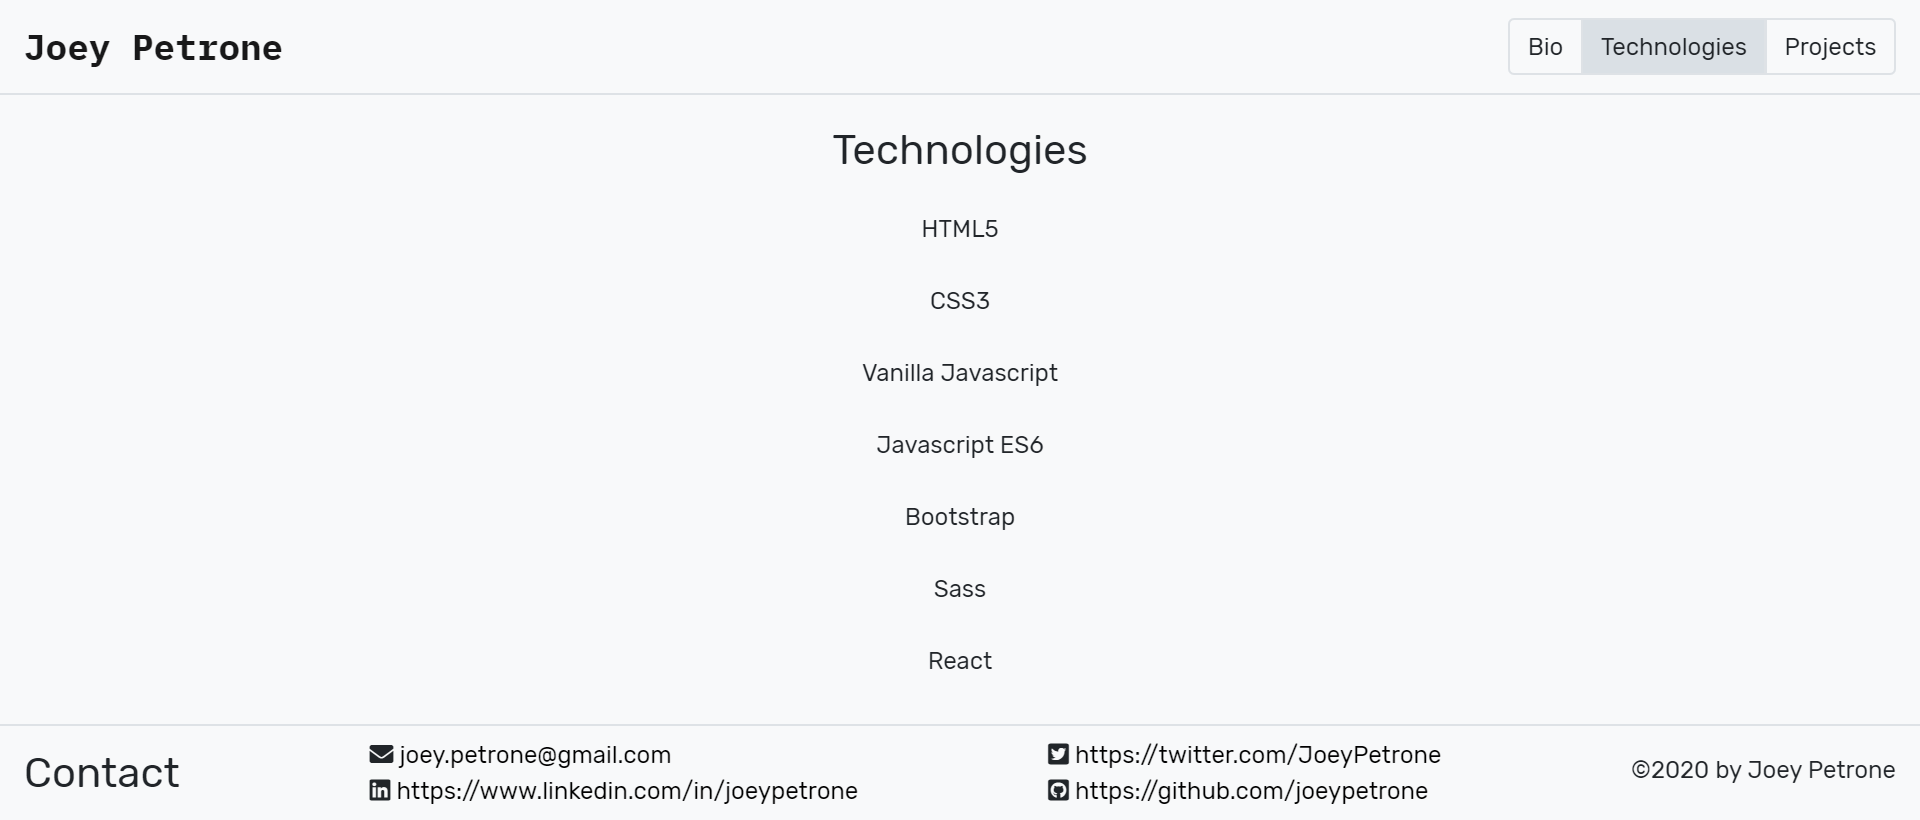 Joey Petrone
Bio Technologies Projects
Technologies
HTML5
CSS3
Vanilla Javascript
Javascript ES6
Bootstrap
Sass
React
Contact
joey.petrone@gmail.com
https://www.linkedin.com/in/joeypetrone
https://twitter.com/JoeyPetrone
https://github.com/joeypetrone
©2020 by Joey Petrone